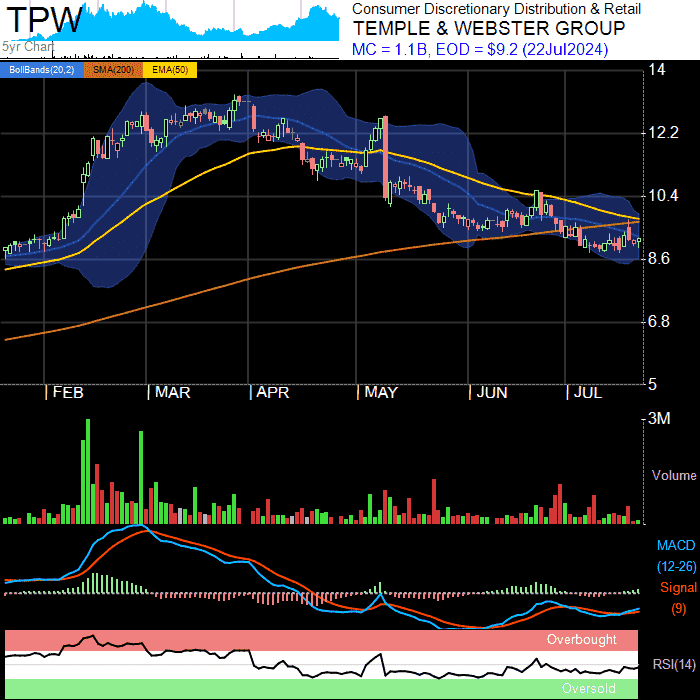 TPW
Consumer Discretionary Distribution & Retail
TEMPLE & WEBSTER GROUP
5yr Chart
MC = 1.1B, EOD = $9.2 (22Jul2024)
BollBands(20,2) SMA(200) EMA(50)
14
12.2
10.4
8.6
6.8
5
FEB MAR APR MAY JUN JUL
3M
Volume
MACD
(12-26)
Signal
(9)
Overbought
RSI(14)
Oversold